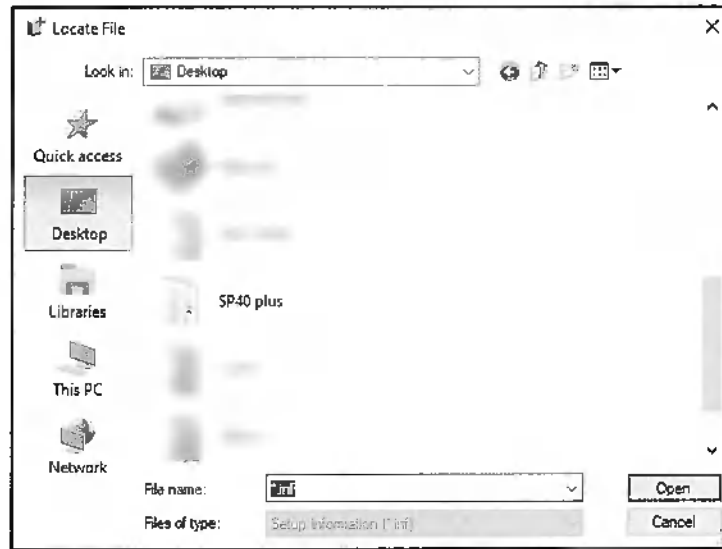 Locate File
Look in: Desktop
Quick access
Desktop
SP40 plus
Libraries
This PC
Network
File name: *.inf Open
Files of type: Setup Information (*.inf) Cancel